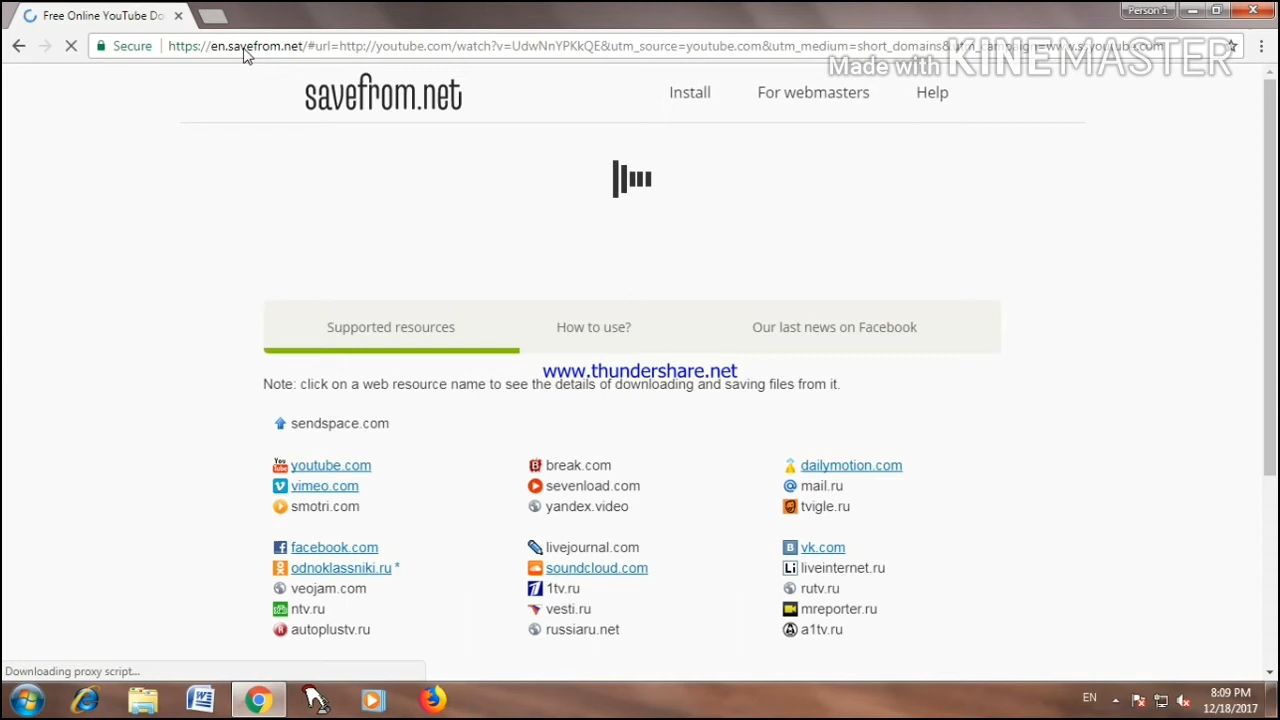 Free Online YouTube Do
Person 1
Secure
https://en.savefrom.net/#url=http://youtube.com/watch?v=UdwNnYPKkQE&utm_source=youtube.com&utm_medium=short_domains&
Made with KINEMASTER
savefrom.net
Install
For webmasters
Help
Supported resources
How to use?
Our last news on Facebook
www.thundershare.net
Note: click on a web resource name to see the details of downloading and saving files from it.
sendspace.com
youtube.com
break.com
dailymotion.com
vimeo.com
sevenload.com
mail.ru
smotri.com
yandex.video
tvigle.ru
facebook.com
livejournal.com
vk.com
odnoklassniki.ru *
soundcloud.com
liveinternet.ru
veojam.com
1tv.ru
rutv.ru
ntv.ru
vesti.ru
mreporter.ru
autoplustv.ru
russiaru.net
a1tv.ru
Downloading proxy script...
EN
8:09 PM
12/18/2017